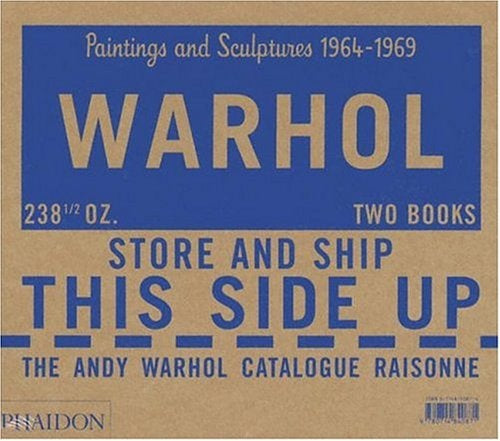 Paintings and Sculptures 1964-1969
WARHOL
238 1/2 OZ. TWO BOOKS
STORE AND SHIP
THIS SIDE UP
THE ANDY WARHOL CATALOGUE RAISONNE
PHAIDON